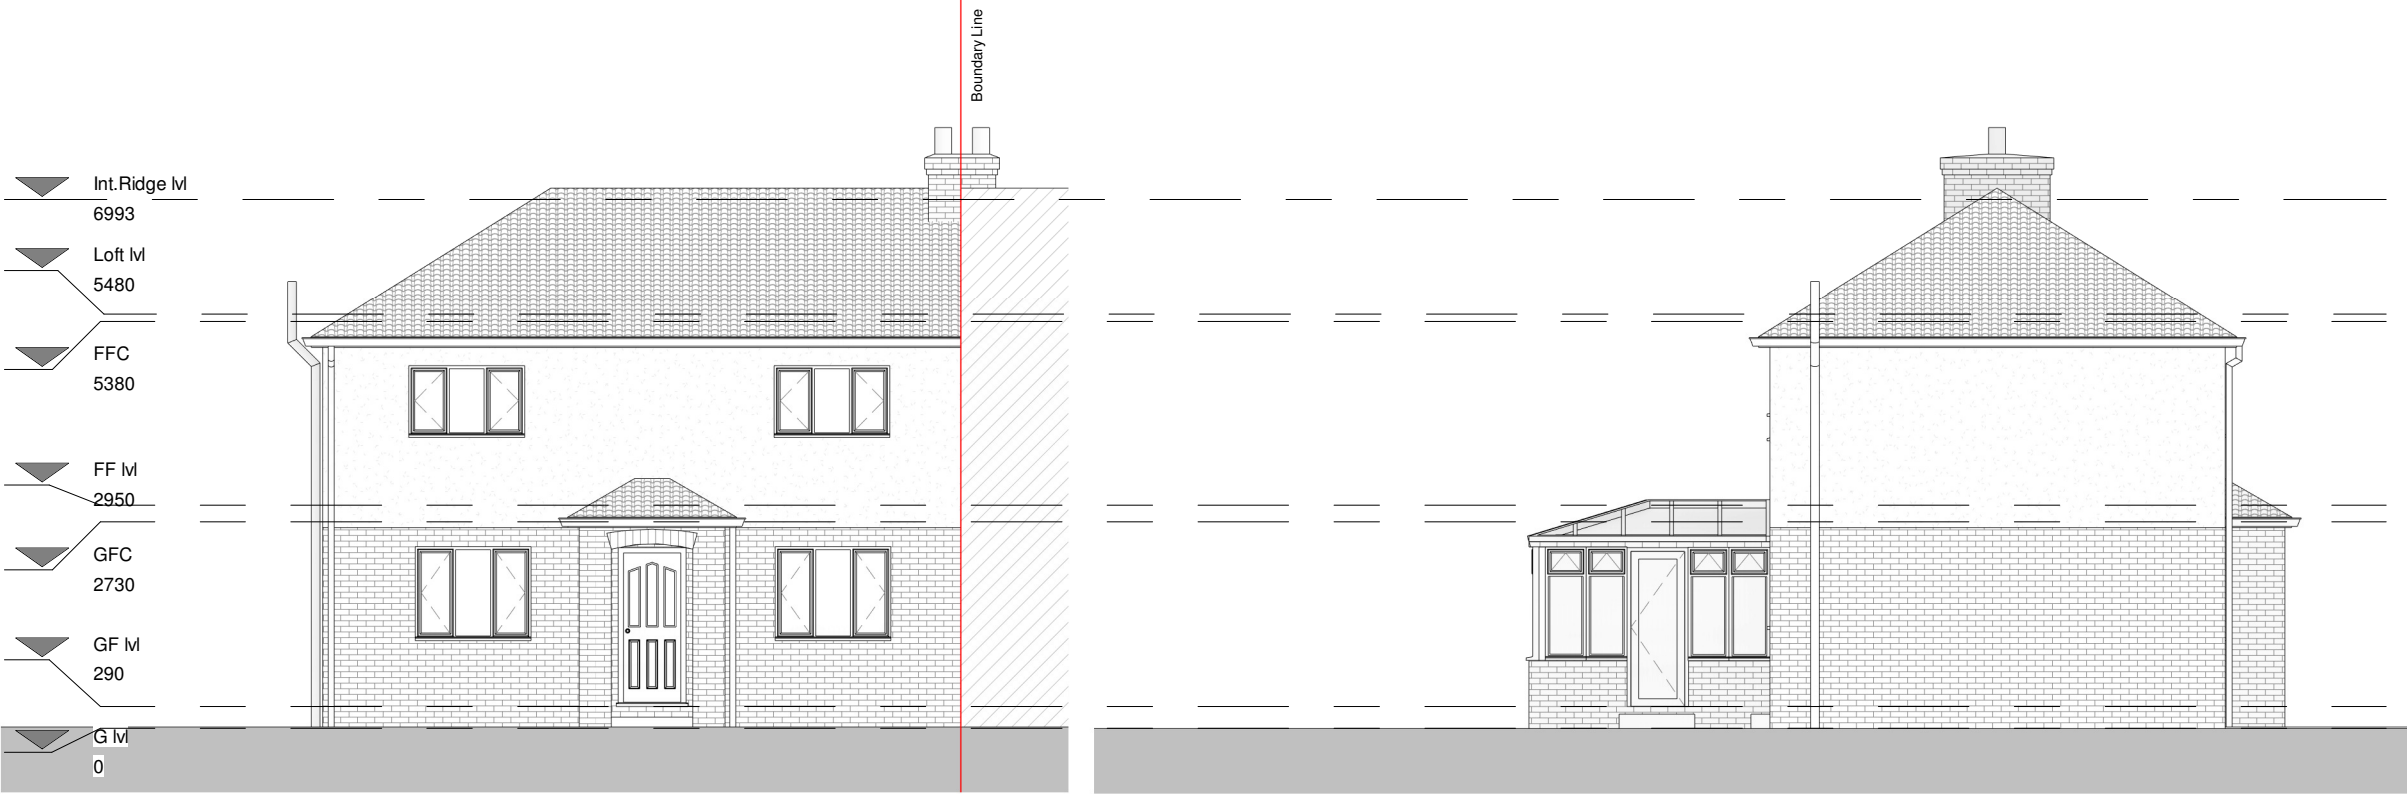 Boundary Line
Int.Ridge lvl
6993
Loft lvl
5480
FFC
5380
FF lvl
2950
GFC
2730
GF lvl
290
G lvl
0